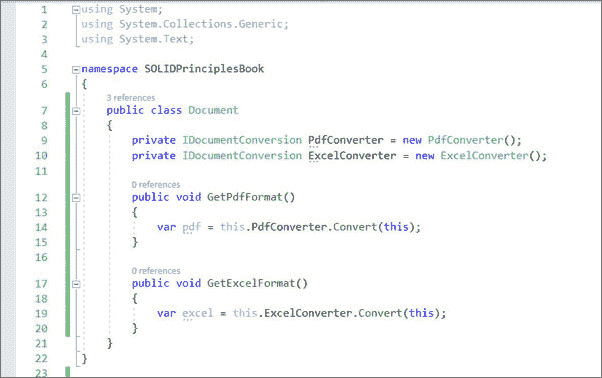 1 using System;
2 using System.Collections.Generic;
3 using System.Text;
4
5 namespace SOLIDPrinciplesBook
6 {
3 references
7 public class Document
8 {
9 private IDocumentConversion PdfConverter = new PdfConverter();
10 private IDocumentConversion ExcelConverter = new ExcelConverter();
11
0 references
12 public void GetPdfFormat()
13 {
14 var pdf = this.PdfConverter.Convert(this);
15 }
16
0 references
17 public void GetExcelFormat()
18 {
19 var excel = this.ExcelConverter.Convert(this);
20 }
21 }
22 }
23